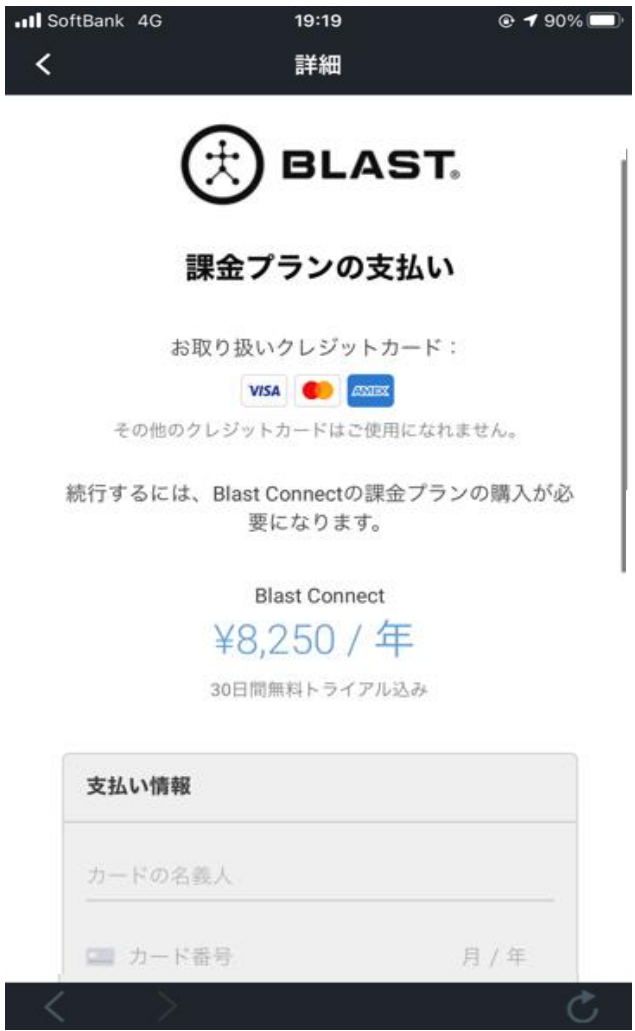 SoftBank 4G 19:19 90%
詳細
BLAST®
課金プランの支払い
お取り扱いクレジットカード：
VISA AMEX
その他のクレジットカードはご使用になれません。
続行するには、Blast Connectの課金プランの購入が必
要になります。
Blast Connect
¥8,250 / 年
30日間無料トライアル込み
支払い情報
カードの名義人
カード番号 月 / 年